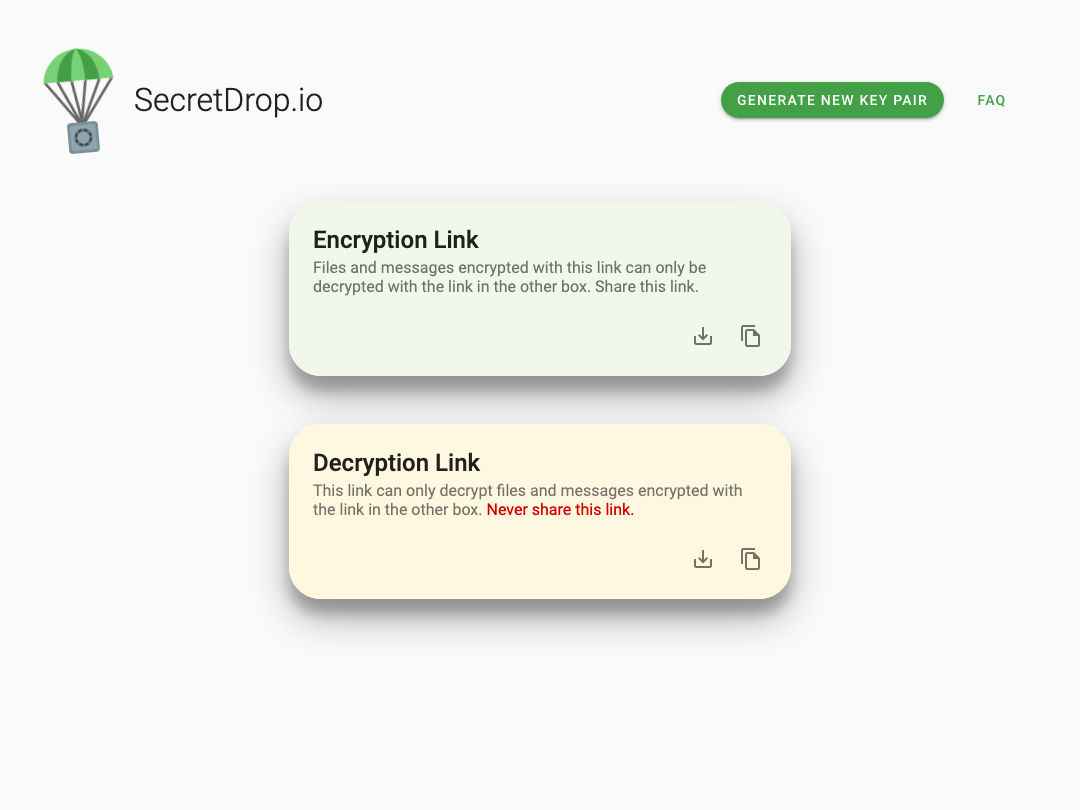 SecretDrop.io
GENERATE NEW KEY PAIR
FAQ
Encryption Link
Files and messages encrypted with this link can only be
decrypted with the link in the other box. Share this link.
Decryption Link
This link can only decrypt files and messages encrypted with
the link in the other box. Never share this link.